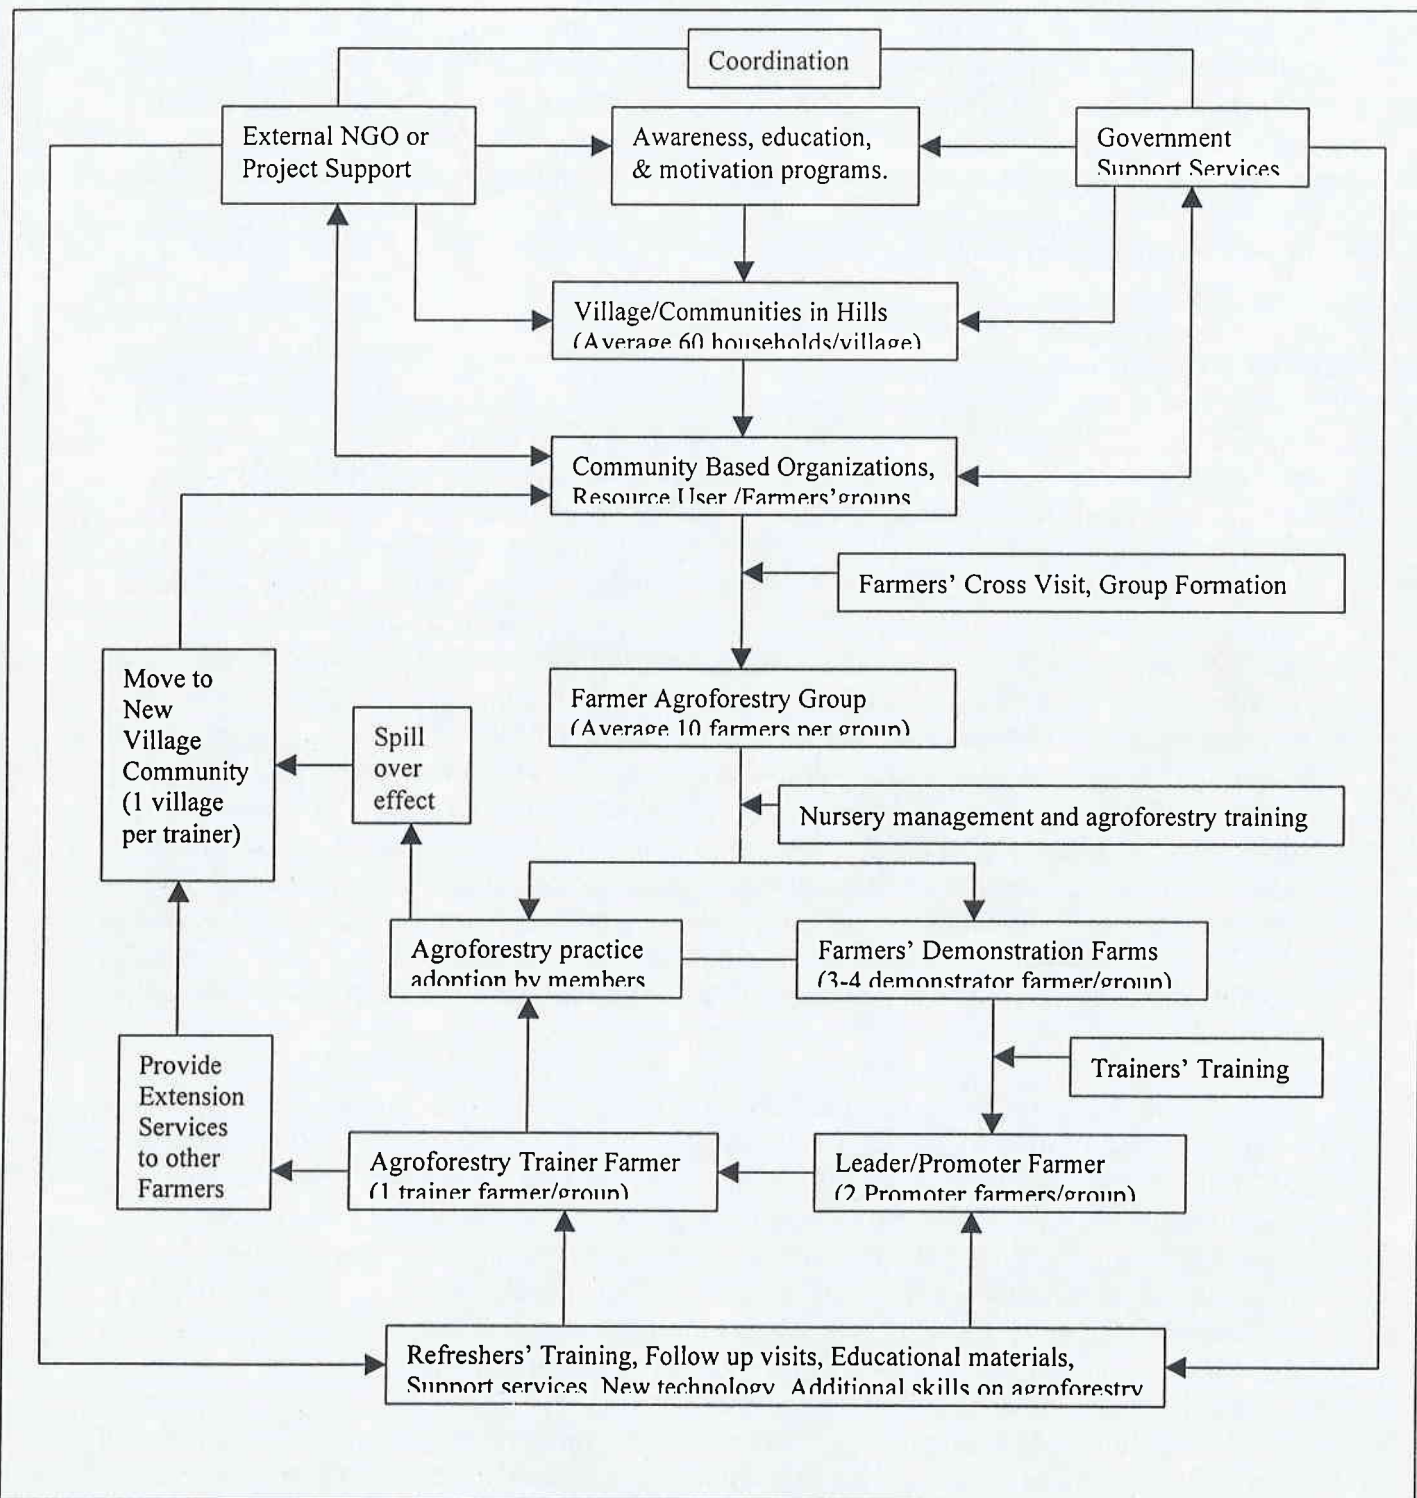 Coordination
External NGO or
Project Support
Awareness, education,
& motivation programs.
Government
Support Services
Village/Communities in Hills
(Average 60 households/village)
Community Based Organizations,
Resource User /Farmers'groups
Farmers' Cross Visit, Group Formation
Move to
New
Village
Community
(1 village
per trainer)
Spill
over
effect
Farmer Agroforestry Group
(Average 10 farmers per group)
Nursery management and agroforestry training
Agroforestry practice
adoption by members
Farmers' Demonstration Farms
(3-4 demonstrator farmer/group)
Provide
Extension
Services
to other
Farmers
Trainers' Training
Agroforestry Trainer Farmer
(1 trainer farmer/group)
Leader/Promoter Farmer
(2 Promoter farmers/group)
Refreshers' Training, Follow up visits, Educational materials,
Support services, New technology, Additional skills on agroforestry